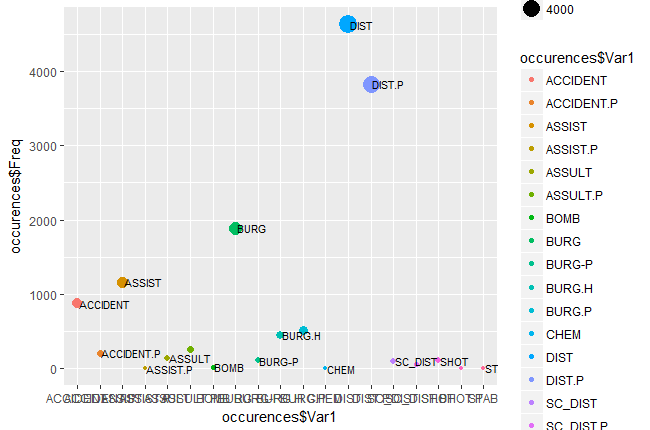 4000
occurences$Var1
ACCIDENT
ACCIDENT.P
ASSIST
ASSIST.P
ASSULT
ASSULT.P
BOMB
BURG
BURG-P
BURG.H
BURG.P
CHEM
DIST
DIST.P
SC_DIST
SC_DIST.P
occurences$Freq
4000
3000
2000
1000
0
DIST
DIST.P
BURG
ASSIST
ACCIDENT
BURG.H
ACCIDENT.P
ASSULT
BURG-P
SC_DIST
SHOT
ASSIST.P
BOMB
CHEM
ST
occurences$Var1